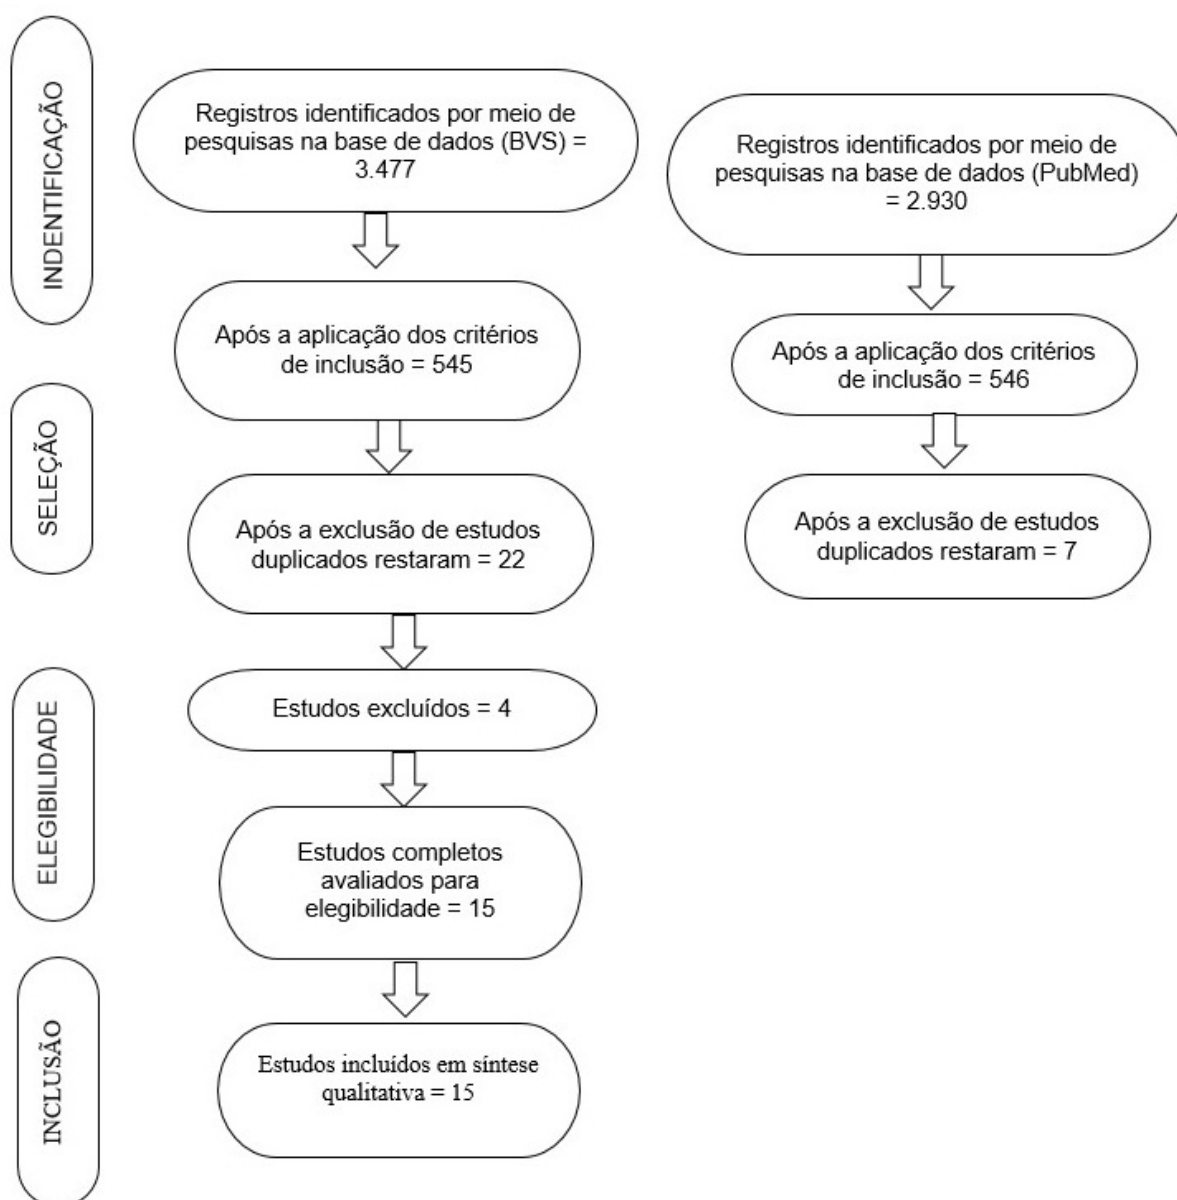 INDENTIFICAÇÃO
Registros identificados por meio de
pesquisas na base de dados (BVS) =
3.477
Registros identificados por meio de
pesquisas na base de dados (PubMed)
= 2.930
Após a aplicação dos critérios
de inclusão = 545
Após a aplicação dos critérios
de inclusão = 546
SELEÇÃO
Após a exclusão de estudos
duplicados restaram = 22
Após a exclusão de estudos
duplicados restaram = 7
ELEGIBILIDADE
Estudos excluídos = 4
Estudos completos
avaliados para
elegibilidade = 15
INCLUSÃO
Estudos incluídos em síntese
qualitativa = 15